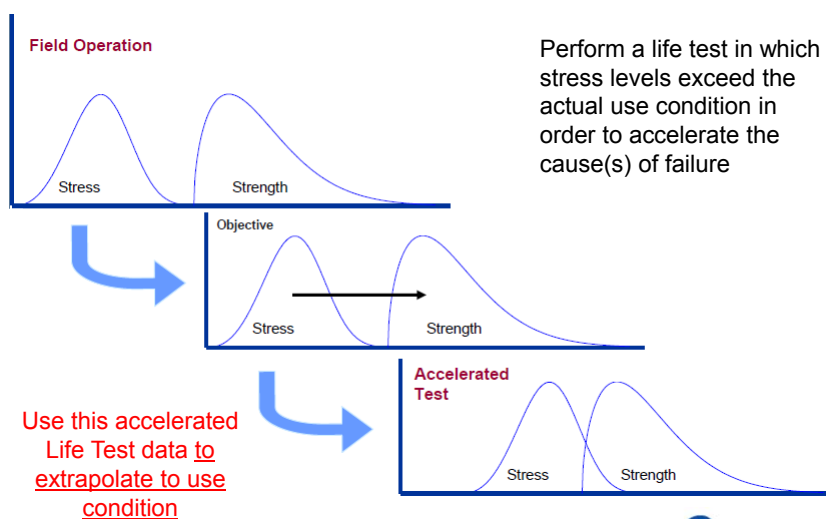 Field Operation
Perform a life test in which
stress levels exceed the
actual use condition in
order to accelerate the
cause(s) of failure
Stress
Strength
Objective
Stress
Strength
Accelerated
Test
Use this accelerated
Life Test data to
extrapolate to use
condition
Stress
Strength